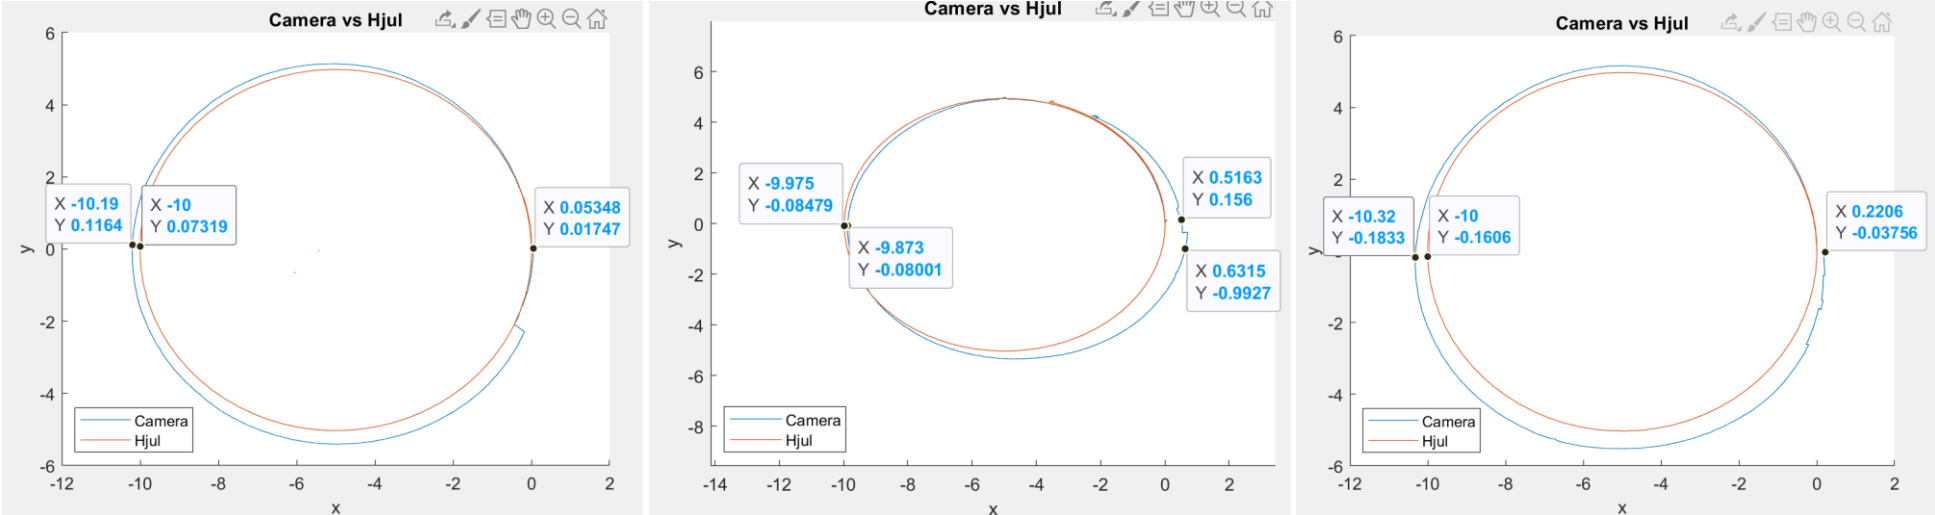 Camera vs Hjul
6
4
2
0
-2
-4
-6
y
X -10.19
Y 0.1164
X -10
Y 0.07319
X 0.05348
Y 0.01747
Camera
Hjul
-12 -10 -8 -6 -4 -2 0 2
x
Camera vs Hjul
6
4
2
0
-2
-4
-6
-8
y
X -9.975
Y -0.08479
X -9.873
Y -0.08001
X 0.5163
Y 0.156
X 0.6315
Y -0.9927
Camera
Hjul
-14 -12 -10 -8 -6 -4 -2 0 2
x
Camera vs Hjul
6
4
2
-2
-4
-6
y
X -10.32
Y -0.1833
X -10
Y -0.1606
X 0.2206
Y -0.03756
Camera
Hjul
-12 -10 -8 -6 -4 -2 0 2
x